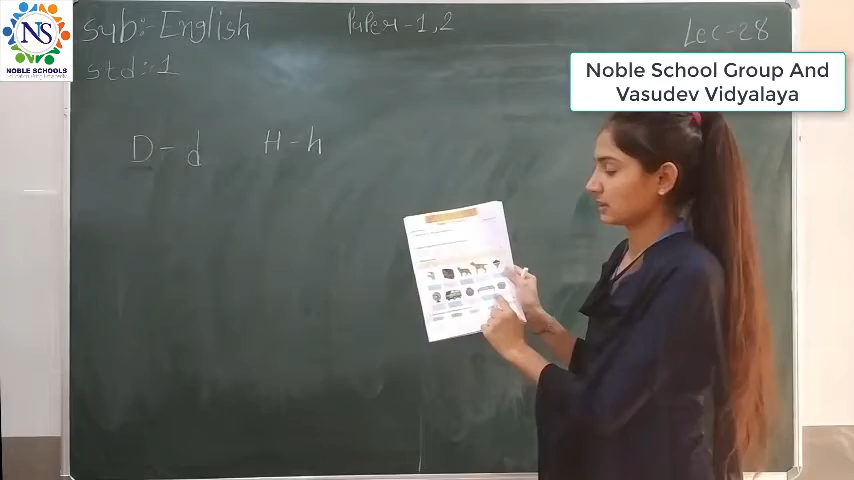 NS
NOBLE SCHOOLS
Sub:- English
Paper-1,2
Lec-28
Std:-1
Noble School Group And
Vasudev Vidyalaya
D - d
H - h